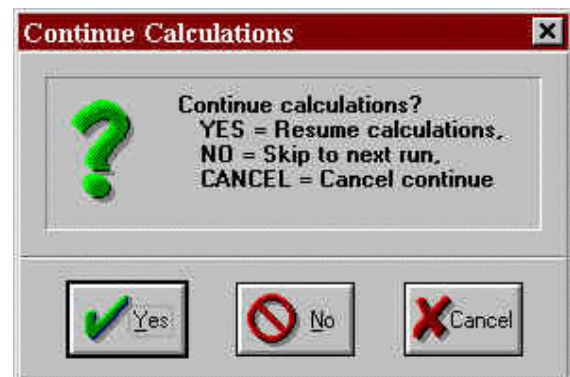 Continue Calculations
Continue calculations?
YES = Resume calculations,
NO = Skip to next run,
CANCEL = Cancel continue
Yes
No
Cancel